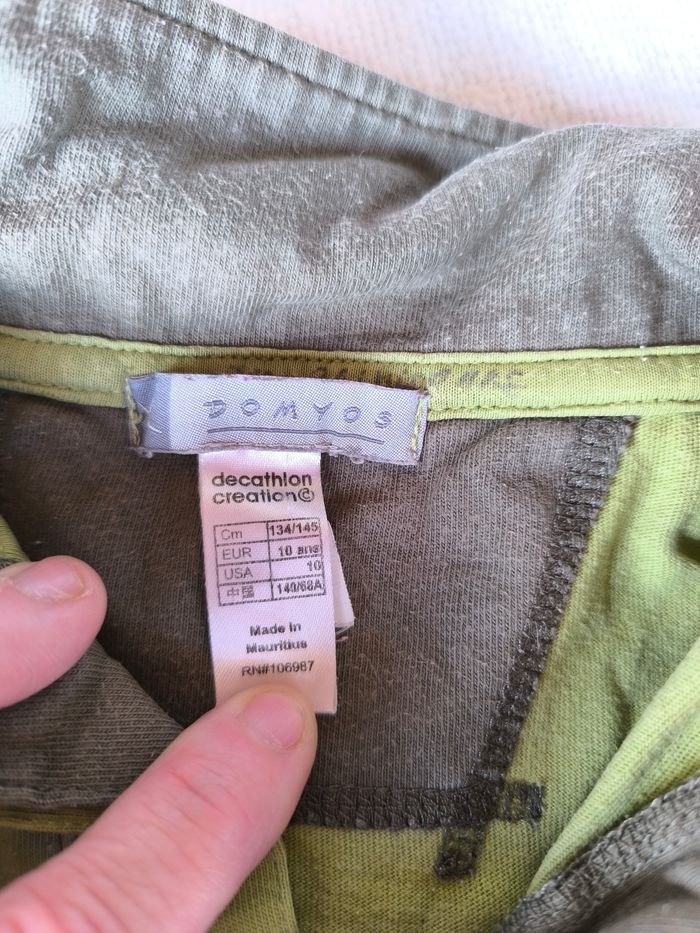 DOMYOS
decathlon
creation©
Cm 134/145
EUR 10 ans
USA 10
中国 140/68A
Made in
Mauritius
RN#106987